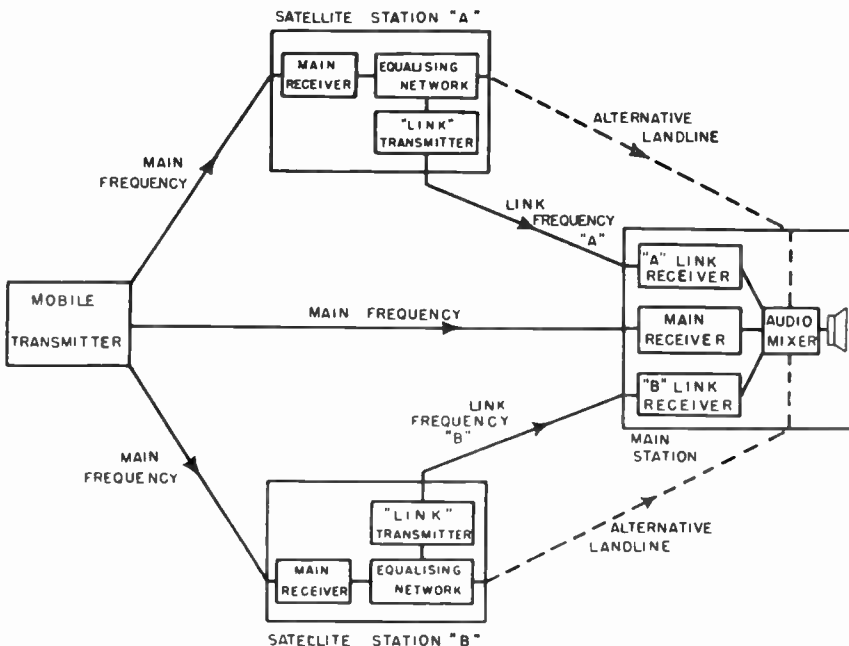 SATELLITE STATION "A"
MAIN
RECEIVER
EQUALISING
NETWORK
"LINK"
TRANSMITTER
ALTERNATIVE
LANDLINE
MAIN
FREQUENCY
LINK
FREQUENCY
"A"
MOBILE
TRANSMITTER
MAIN FREQUENCY
"A" LINK
RECEIVER
MAIN
RECEIVER
AUDIO
MIXER
"B" LINK
RECEIVER
MAIN
STATION
LINK
FREQUENCY
"B"
MAIN
FREQUENCY
"LINK"
TRANSMITTER
MAIN
RECEIVER
EQUALISING
NETWORK
ALTERNATIVE
LANDLINE
SATELLITE STATION "B"